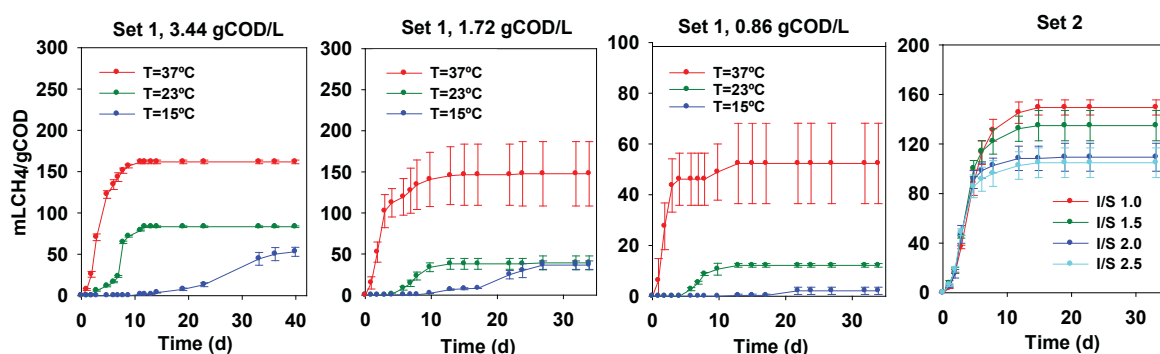 Set 1, 3.44 gCOD/L
mLCH4/gCOD
300
250
200
150
100
50
0
T=37ºC
T=23ºC
T=15ºC
0 10 20 30 40
Time (d)
Set 1, 1.72 gCOD/L
300
250
200
150
100
50
0
T=37ºC
T=23ºC
T=15ºC
0 10 20 30
Time (d)
Set 1, 0.86 gCOD/L
100
80
60
40
20
0
T=37ºC
T=23ºC
T=15ºC
0 10 20 30
Time (d)
Set 2
200
160
120
80
40
0
I/S 1.0
I/S 1.5
I/S 2.0
I/S 2.5
0 10 20 30
Time (d)